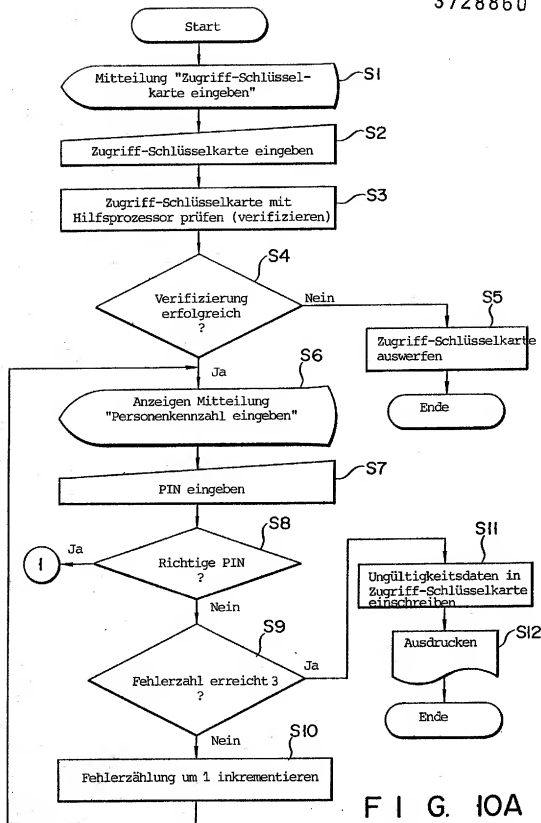 3728860
Start
Mitteilung "Zugriff-Schlüssel-
karte eingeben"
S1
Zugriff-Schlüsselkarte eingeben
S2
Zugriff-Schlüsselkarte mit
Hilfsprozessor prüfen (verifizieren)
S3
Verifizierung
erfolgreich
?
S4
Nein
Ja
Zugriff-Schlüsselkarte
auswerfen
S5
Ende
Anzeigen Mitteilung
"Personenkennzahl eingeben"
S6
PIN eingeben
S7
Richtige PIN
?
S8
Ja
1
Nein
Fehlerzahl erreicht 3
?
S9
Ja
Nein
Fehlerzählung um 1 inkrementieren
S10
Ungültigkeitsdaten in
Zugriff-Schlüsselkarte
einschreiben
S11
Ausdrucken
S12
Ende
FIG. 10A